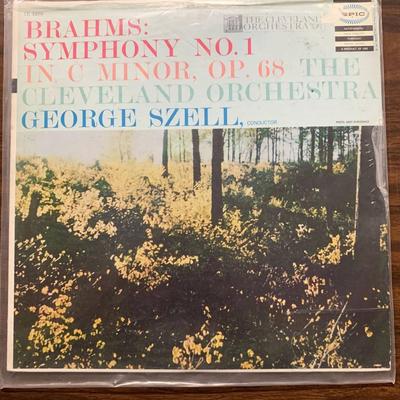 BRAHMS:
THE CLEVELAND
ORCHESTRA
EPIC
SYMPHONY NO. 1
IN C MINOR, OP. 68 THE
CLEVELAND ORCHESTRA
GEORGE SZELL, CONDUCTOR